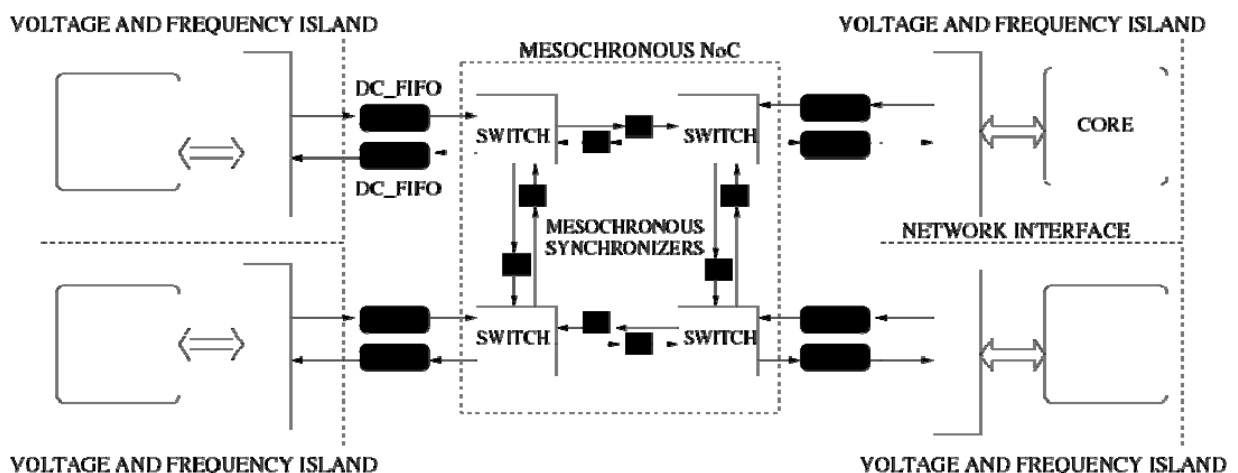 VOLTAGE AND FREQUENCY ISLAND
VOLTAGE AND FREQUENCY ISLAND
MESOCHRONOUS NoC
DC_FIFO
SWITCH
SWITCH
CORE
DC_FIFO
MESOCHRONOUS
SYNCHRONIZERS
NETWORK INTERFACE
SWITCH
SWITCH
VOLTAGE AND FREQUENCY ISLAND
VOLTAGE AND FREQUENCY ISLAND